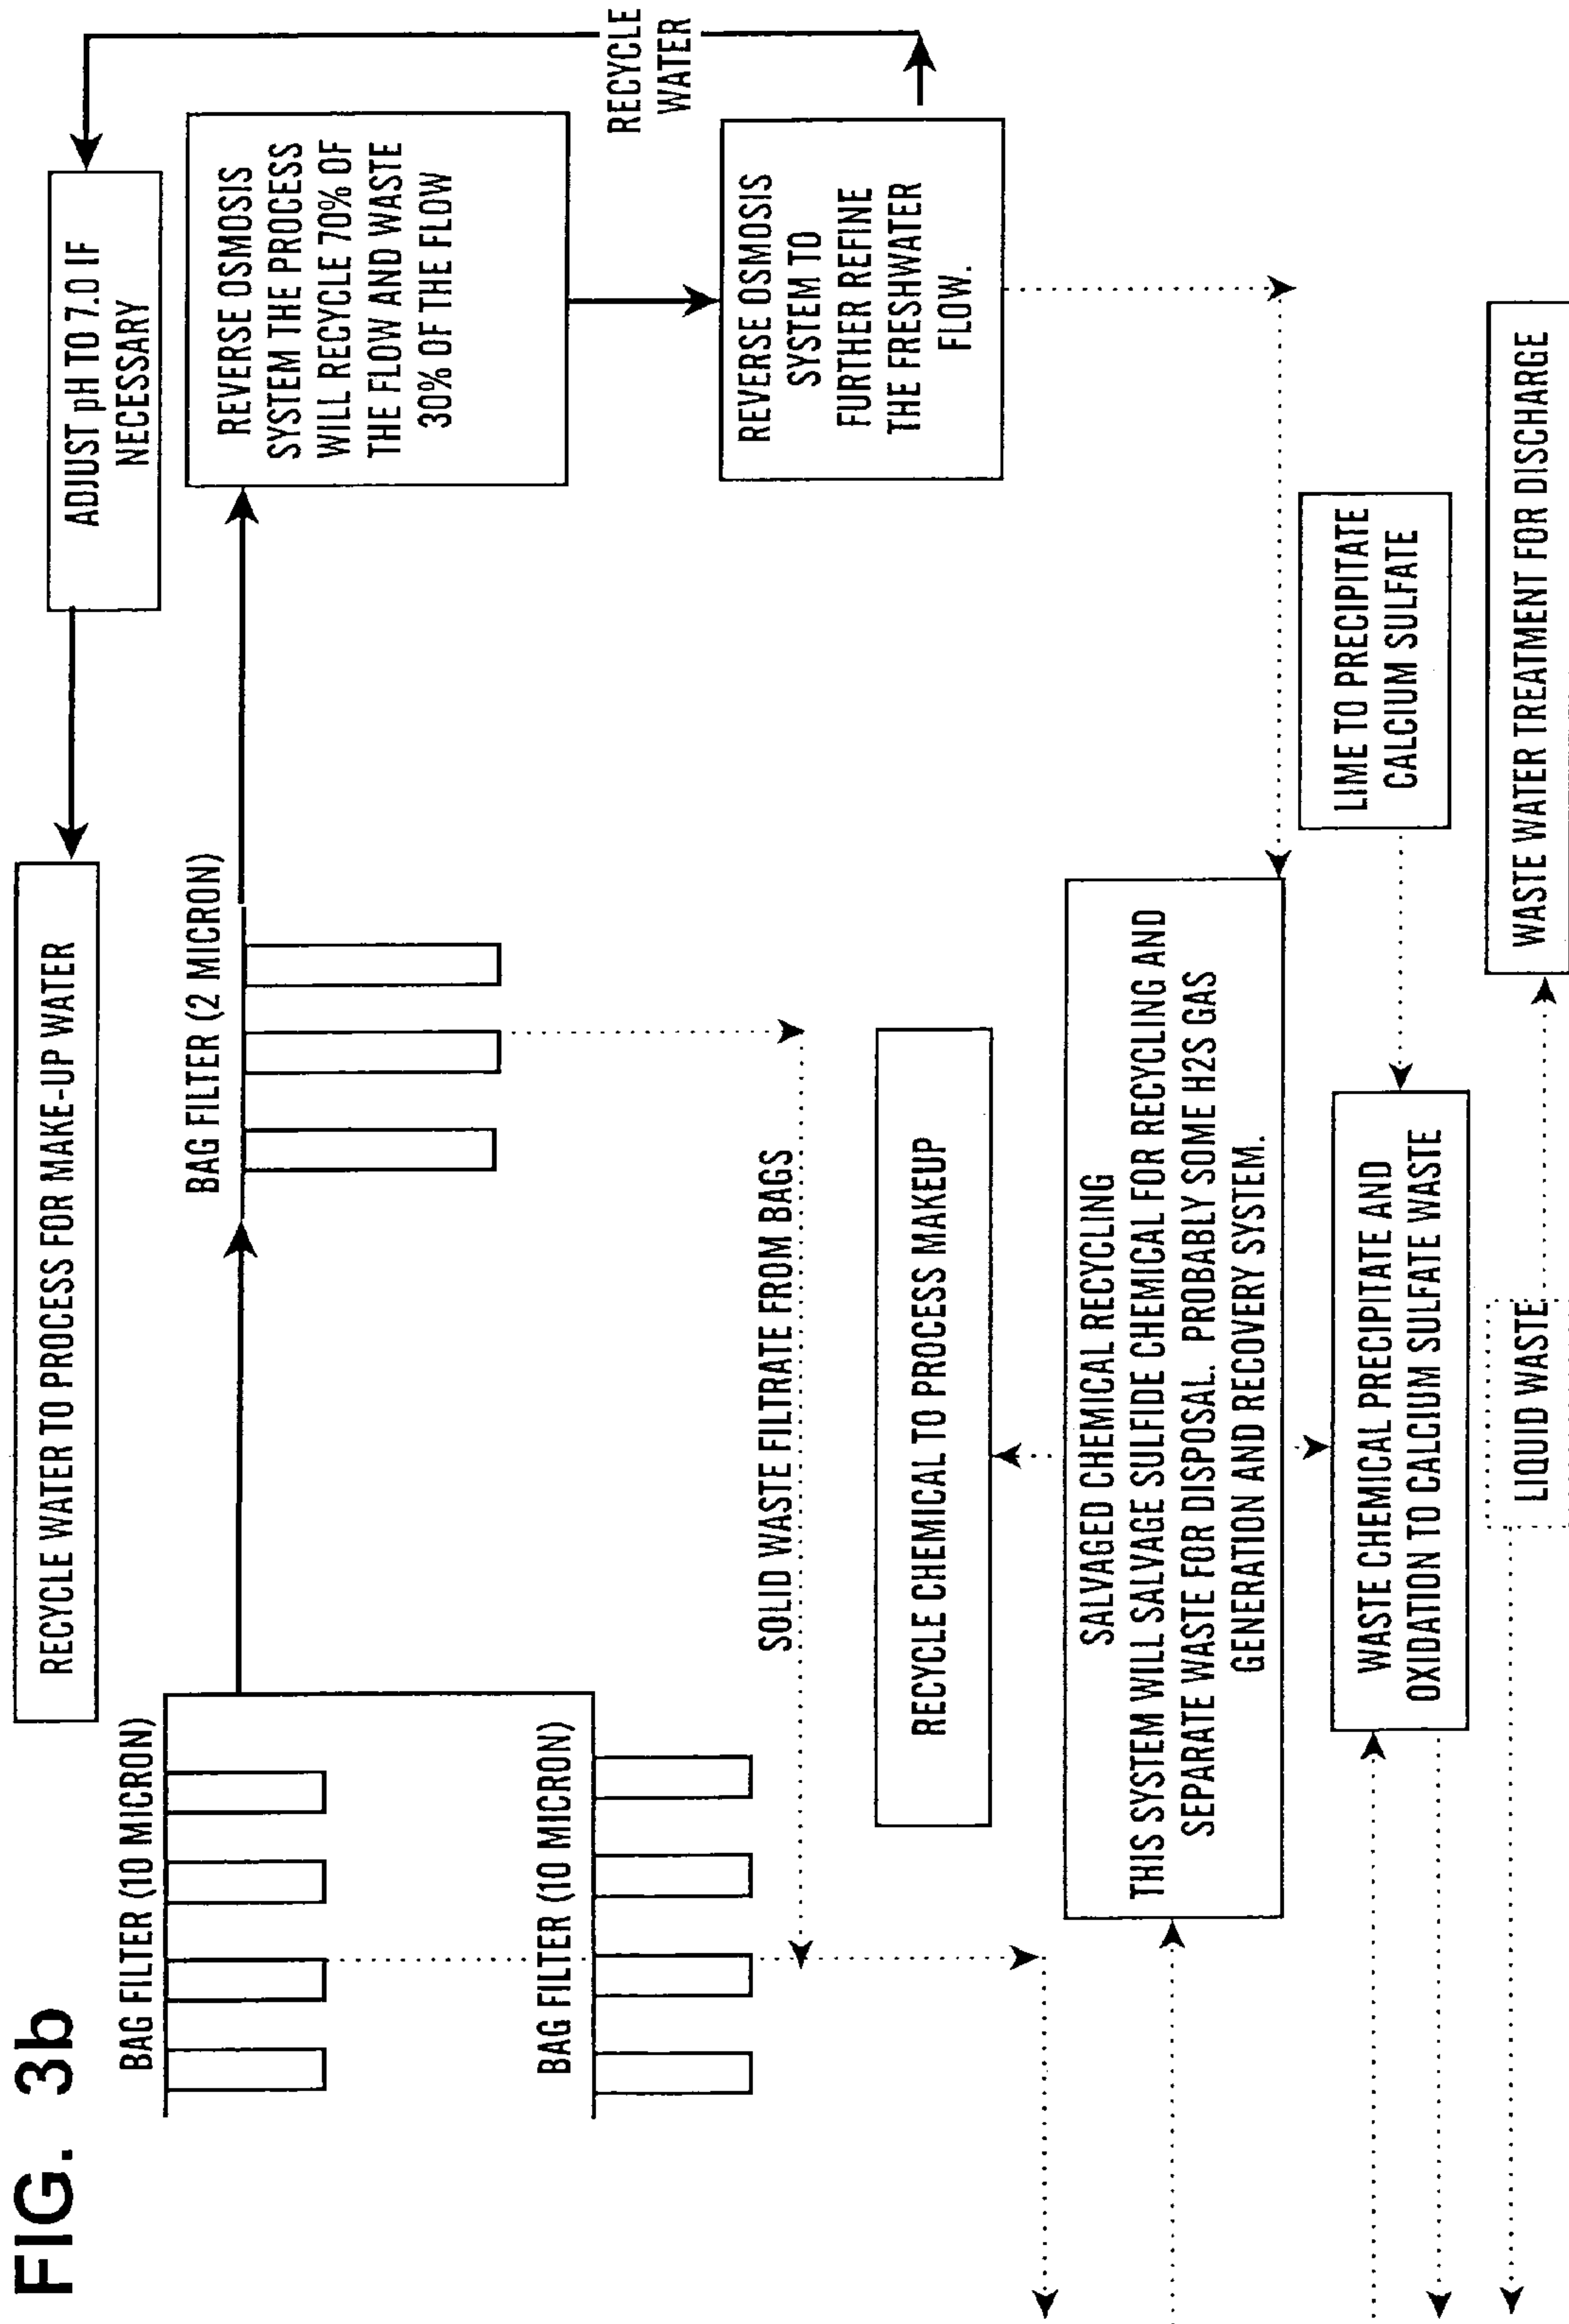 FIG. 3b
RECYCLE WATER TO PROCESS FOR MAKE-UP WATER
ADJUST pH TO 7.0 IF
NECESSARY
BAG FILTER (10 MICRON)
BAG FILTER (2 MICRON)
REVERSE OSMOSIS
SYSTEM THE PROCESS
WILL RECYCLE 70% OF
THE FLOW AND WASTE
30% OF THE FLOW
RECYCLE
WATER
BAG FILTER (10 MICRON)
SOLID WASTE FILTRATE FROM BAGS
REVERSE OSMOSIS
SYSTEM TO
FURTHER REFINE
THE FRESHWATER
FLOW.
RECYCLE CHEMICAL TO PROCESS MAKEUP
SALVAGED CHEMICAL RECYCLING
THIS SYSTEM WILL SALVAGE SULFIDE CHEMICAL FOR RECYCLING AND
SEPARATE WASTE FOR DISPOSAL. PROBABLY SOME H2S GAS
GENERATION AND RECOVERY SYSTEM.
LIME TO PRECIPITATE
CALCIUM SULFATE
WASTE CHEMICAL PRECIPITATE AND
OXIDATION TO CALCIUM SULFATE WASTE
LIQUID WASTE
WASTE WATER TREATMENT FOR DISCHARGE